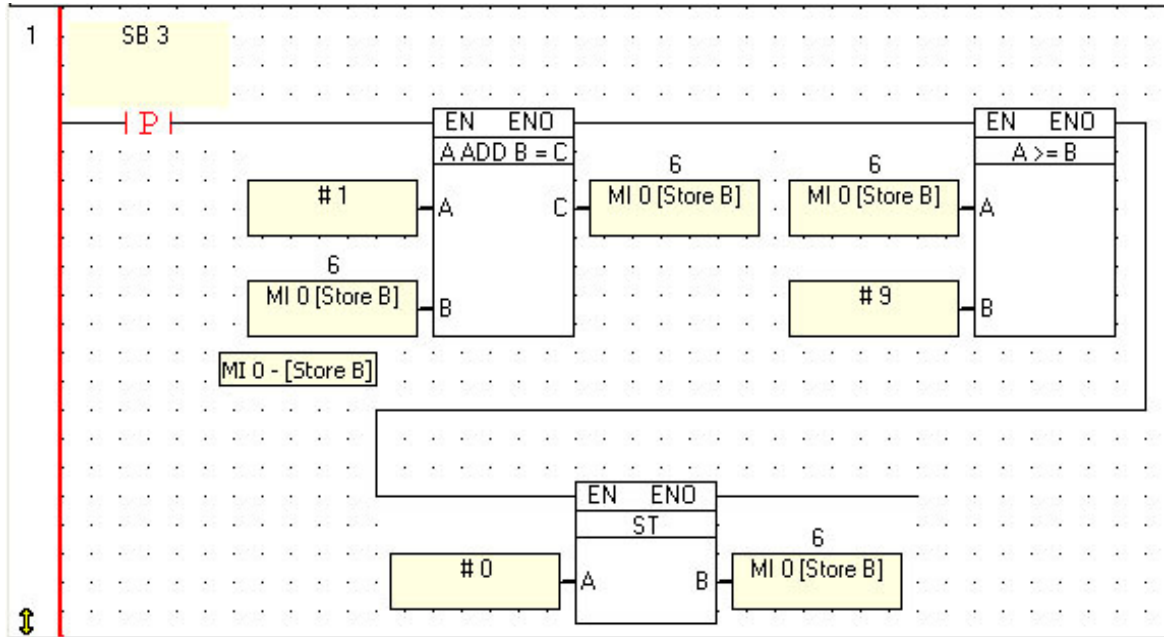 1
SB 3
P
EN ENO
EN ENO
A ADD B = C
A >= B
6
6
# 1
A
C
MI 0 [Store B]
MI 0 [Store B]
A
6
MI 0 [Store B]
B
# 9
B
MI 0 - [Store B]
EN ENO
ST
6
# 0
A
B
MI 0 [Store B]